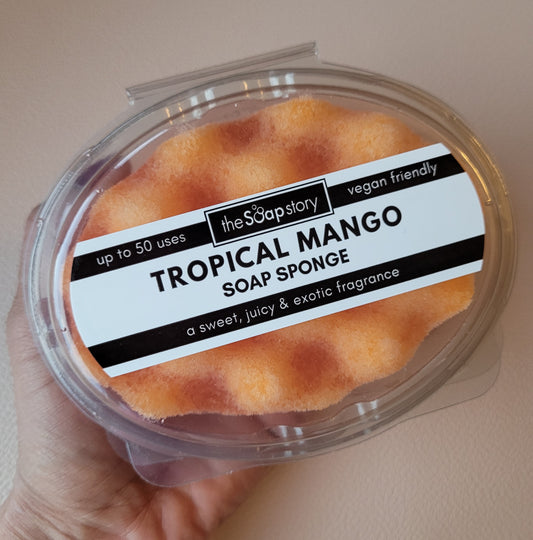 up to 50 uses
the Soap story
vegan friendly
TROPICAL MANGO
SOAP SPONGE
a sweet, juicy & exotic fragrance